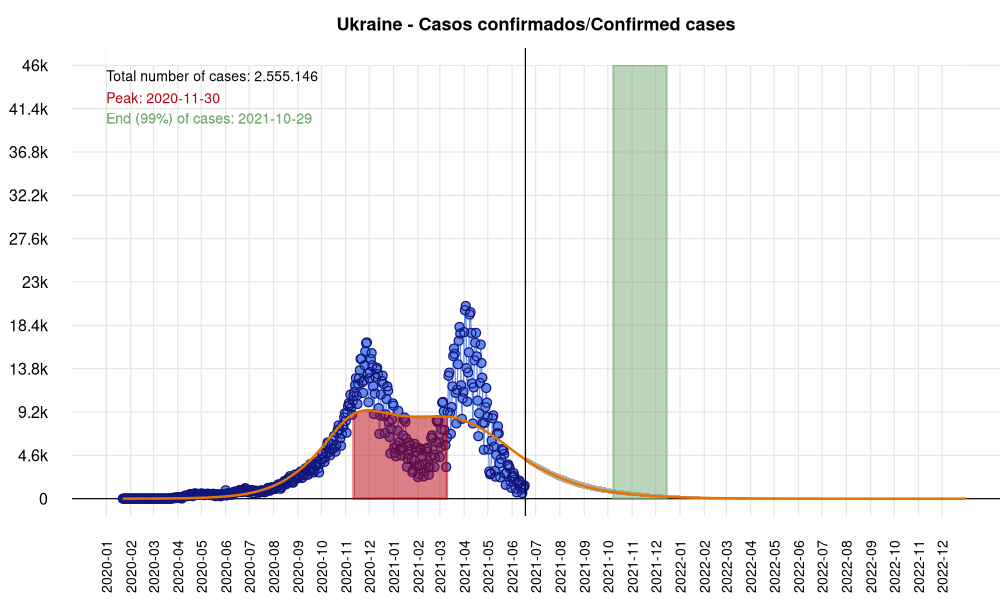 Ukraine - Casos confirmados/Confirmed cases
Total number of cases: 2.555.146
Peak: 2020-11-30
End (99%) of cases: 2021-10-29
46k
41.4k
36.8k
32.2k
27.6k
23k
18.4k
13.8k
9.2k
4.6k
0
2020-01
2020-02
2020-03
2020-04
2020-05
2020-06
2020-07
2020-08
2020-09
2020-10
2020-11
2020-12
2021-01
2021-02
2021-03
2021-04
2021-05
2021-06
2021-07
2021-08
2021-09
2021-10
2021-11
2021-12
2022-01
2022-02
2022-03
2022-04
2022-05
2022-06
2022-07
2022-08
2022-09
2022-10
2022-11
2022-12